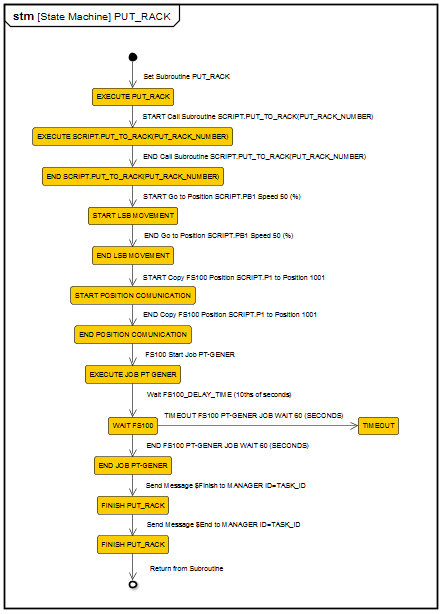 stm [State Machine] PUT_RACK
Set Subroutine PUT_RACK
EXECUTE PUT_RACK
START Call Subroutine SCRIPT.PUT_TO_RACK(PUT_RACK_NUMBER)
EXECUTE SCRIPT.PUT_TO_RACK(PUT_RACK_NUMBER)
END Call Subroutine SCRIPT.PUT_TO_RACK(PUT_RACK_NUMBER)
END SCRIPT.PUT_TO_RACK(PUT_RACK_NUMBER)
START Go to Position SCRIPT.PB1 Speed 50 (%)
START LSB MOVEMENT
END Go to Position SCRIPT.PB1 Speed 50 (%)
END LSB MOVEMENT
START Copy FS100 Position SCRIPT.P1 to Position 1001
START POSITION COMUNICATION
END Copy FS100 Position SCRIPT.P1 to Position 1001
END POSITION COMUNICATION
FS100 Start Job PT-GENER
EXECUTE JOB PT GENER
Wait FS100_DELAY_TIME (10ths of seconds)
TIMEOUT FS100 PT-GENER JOB WAIT 60 (SECONDS)
WAIT FS100
TIMEOUT
END FS100 PT-GENER JOB WAIT 60 (SECONDS)
END JOB PT-GENER
Send Message $Finish to MANAGER ID=TASK_ID
FINISH PUT_RACK
Send Message $End to MANAGER ID=TASK_ID
FINISH PUT_RACK
Return from Subroutine